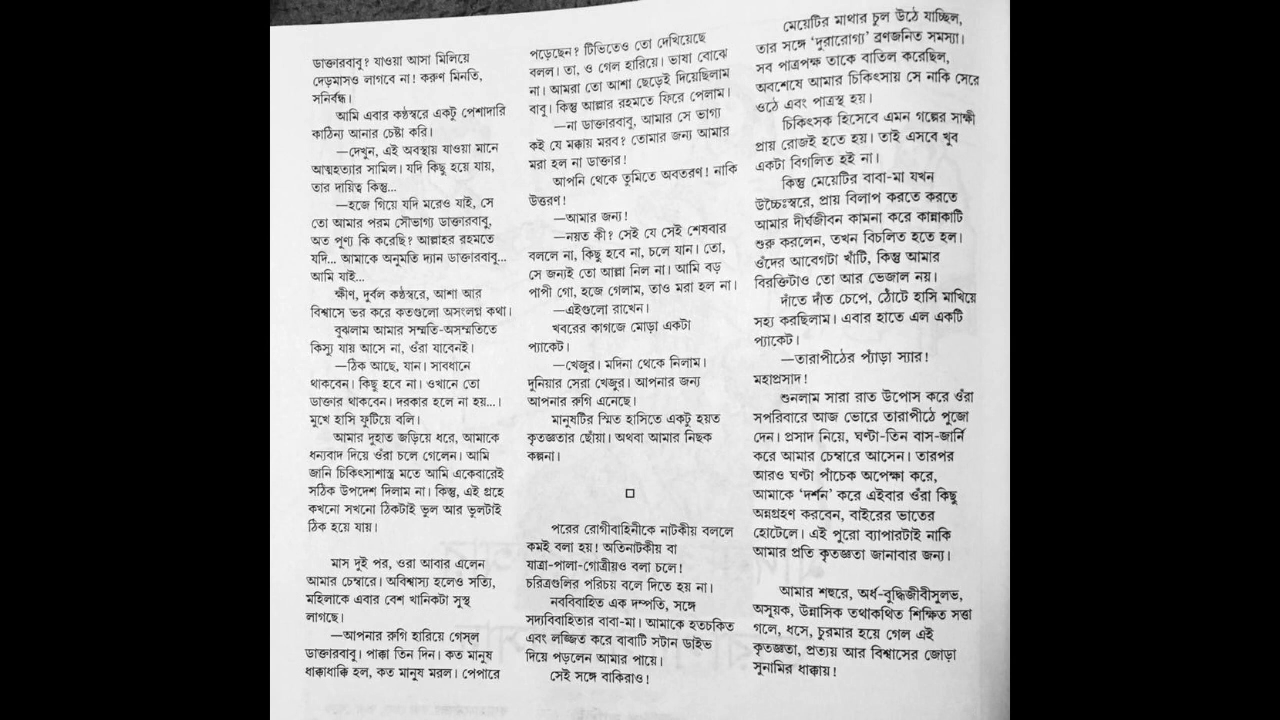 ডাক্তারবাবু? যাওয়া আসা মিলিয়ে
দেড়মাসও লাগবে না! করুণ মিনতি,
সনির্বন্ধ।
আমি এবার কণ্ঠস্বরে একটু পেশাদারি
কাঠিন্য আনার চেষ্টা করি।
—দেখুন, এই অবস্থায় যাওয়া মানে
আত্মহত্যার সামিল। যদি কিছু হয়ে যায়,
তার দায়িত্ব কিন্তু...
—হজে গিয়ে যদি মরেও যাই, সে
তো আমার পরম সৌভাগ্য ডাক্তারবাবু,
অত পুণ্য কি করেছি? আল্লাহর রহমতে
যদি... আমাকে অনুমতি দ্যান ডাক্তারবাবু...
আমি যাই...
ক্ষীণ, দুর্বল কণ্ঠস্বরে, আশা আর
বিশ্বাসে ভর করে কতগুলো অসংলগ্ন কথা।
বুঝলাম আমার সম্মতি-অসম্মতিতে
কিস্যু যায় আসে না, ওঁরা যাবেনই।
—ঠিক আছে, যান। সাবধানে
থাকবেন। কিছু হবে না। ওখানে তো
ডাক্তার থাকবেন। দরকার হলে না হয়...।
মুখে হাসি ফুটিয়ে বলি।
আমার দুহাত জড়িয়ে ধরে, আমাকে
ধন্যবাদ দিয়ে ওঁরা চলে গেলেন। আমি
জানি চিকিৎসাশাস্ত্র মতে আমি একেবারেই
সঠিক উপদেশ দিলাম না। কিন্তু, এই গ্রহে
কখনো সখনো ঠিকটাই ভুল আর ভুলটাই
ঠিক হয়ে যায়।
মাস দুই পর, ওরা আবার এলেন
আমার চেম্বারে। অবিশ্বাস্য হলেও সত্যি,
মহিলাকে এবার বেশ খানিকটা সুস্থ
লাগছে।
—আপনার রুগি হারিয়ে গেস্‌ল
ডাক্তারবাবু। পাক্কা তিন দিন। কত মানুষ
ধাক্কাধাক্কি হল, কত মানুষ মরল। পেপারে
পড়েছেন? টিভিতেও তো দেখিয়েছে
বলল। তা, ও গেল হারিয়ে। ভাষা বোঝে
না। আমরা তো আশা ছেড়েই দিয়েছিলাম
বাবু। কিন্তু আল্লার রহমতে ফিরে পেলাম।
—না ডাক্তারবাবু, আমার সে ভাগ্য
কই যে মক্কায় মরব? তোমার জন্য আমার
মরা হল না ডাক্তার!
আপনি থেকে তুমিতে অবতরণ! নাকি
উত্তরণ!
—আমার জন্য!
—নয়ত কী? সেই যে সেই শেষবার
বললে না, কিছু হবে না, চলে যান। তো,
সে জন্যই তো আল্লা নিল না। আমি বড়
পাপী গো, হজে গেলাম, তাও মরা হল না।
—এইগুলো রাখেন।
খবরের কাগজে মোড়া একটা
প্যাকেট।
—খেজুর। মদিনা থেকে নিলাম।
দুনিয়ার সেরা খেজুর। আপনার জন্য
আপনার রুগি এনেছে।
মানুষটির স্মিত হাসিতে একটু হয়ত
কৃতজ্ঞতার ছোঁয়া। অথবা আমার নিছক
কল্পনা।
পরের রোগীবাহিনীকে নাটকীয় বললে
কমই বলা হয়! অতিনাটকীয় বা
যাত্রা-পালা-গোত্রীয়ও বলা চলে!
চরিত্রগুলির পরিচয় বলে দিতে হয় না।
নববিবাহিত এক দম্পতি, সঙ্গে
সদ্যবিবাহিতার বাবা-মা। আমাকে হতচকিত
এবং লজ্জিত করে বাবাটি সটান ডাইভ
দিয়ে পড়লেন আমার পায়ে।
সেই সঙ্গে বাকিরাও!
মেয়েটির মাথার চুল উঠে যাচ্ছিল,
তার সঙ্গে ‘দুরারোগ্য’ ব্রণজনিত সমস্যা।
সব পাত্রপক্ষ তাকে বাতিল করেছিল,
অবশেষে আমার চিকিৎসায় সে নাকি সেরে
ওঠে এবং পাত্রস্থ হয়।
চিকিৎসক হিসেবে এমন গল্পের সাক্ষী
প্রায় রোজই হতে হয়। তাই এসবে খুব
একটা বিগলিত হই না।
কিন্তু মেয়েটির বাবা-মা যখন
উচ্চৈঃস্বরে, প্রায় বিলাপ করতে করতে
আমার দীর্ঘজীবন কামনা করে কান্নাকাটি
শুরু করলেন, তখন বিচলিত হতে হল।
ওঁদের আবেগটা খাঁটি, কিন্তু আমার
বিরক্তিটাও তো আর ভেজাল নয়।
দাঁতে দাঁত চেপে, ঠোঁটে হাসি মাখিয়ে
সহ্য করছিলাম। এবার হাতে এল একটি
প্যাকেট।
—তারাপীঠের প্যাঁড়া স্যার!
মহাপ্রসাদ!
শুনলাম সারা রাত উপোস করে ওঁরা
সপরিবারে আজ ভোরে তারাপীঠে পুজো
দেন। প্রসাদ নিয়ে, ঘণ্টা-তিন বাস-জার্নি
করে আমার চেম্বারে আসেন। তারপর
আরও ঘণ্টা পাঁচেক অপেক্ষা করে,
আমাকে ‘দর্শন’ করে এইবার ওঁরা কিছু
অন্নগ্রহণ করবেন, বাইরের ভাতের
হোটেলে। এই পুরো ব্যাপারটাই নাকি
আমার প্রতি কৃতজ্ঞতা জানাবার জন্য।
আমার শহুরে, অর্ধ-বুদ্ধিজীবীসুলভ,
অসূয়ক, উন্নাসিক তথাকথিত শিক্ষিত সত্তা
গলে, ধসে, চুরমার হয়ে গেল এই
কৃতজ্ঞতা, প্রত্যয় আর বিশ্বাসের জোড়া
সুনামির ধাক্কায়!